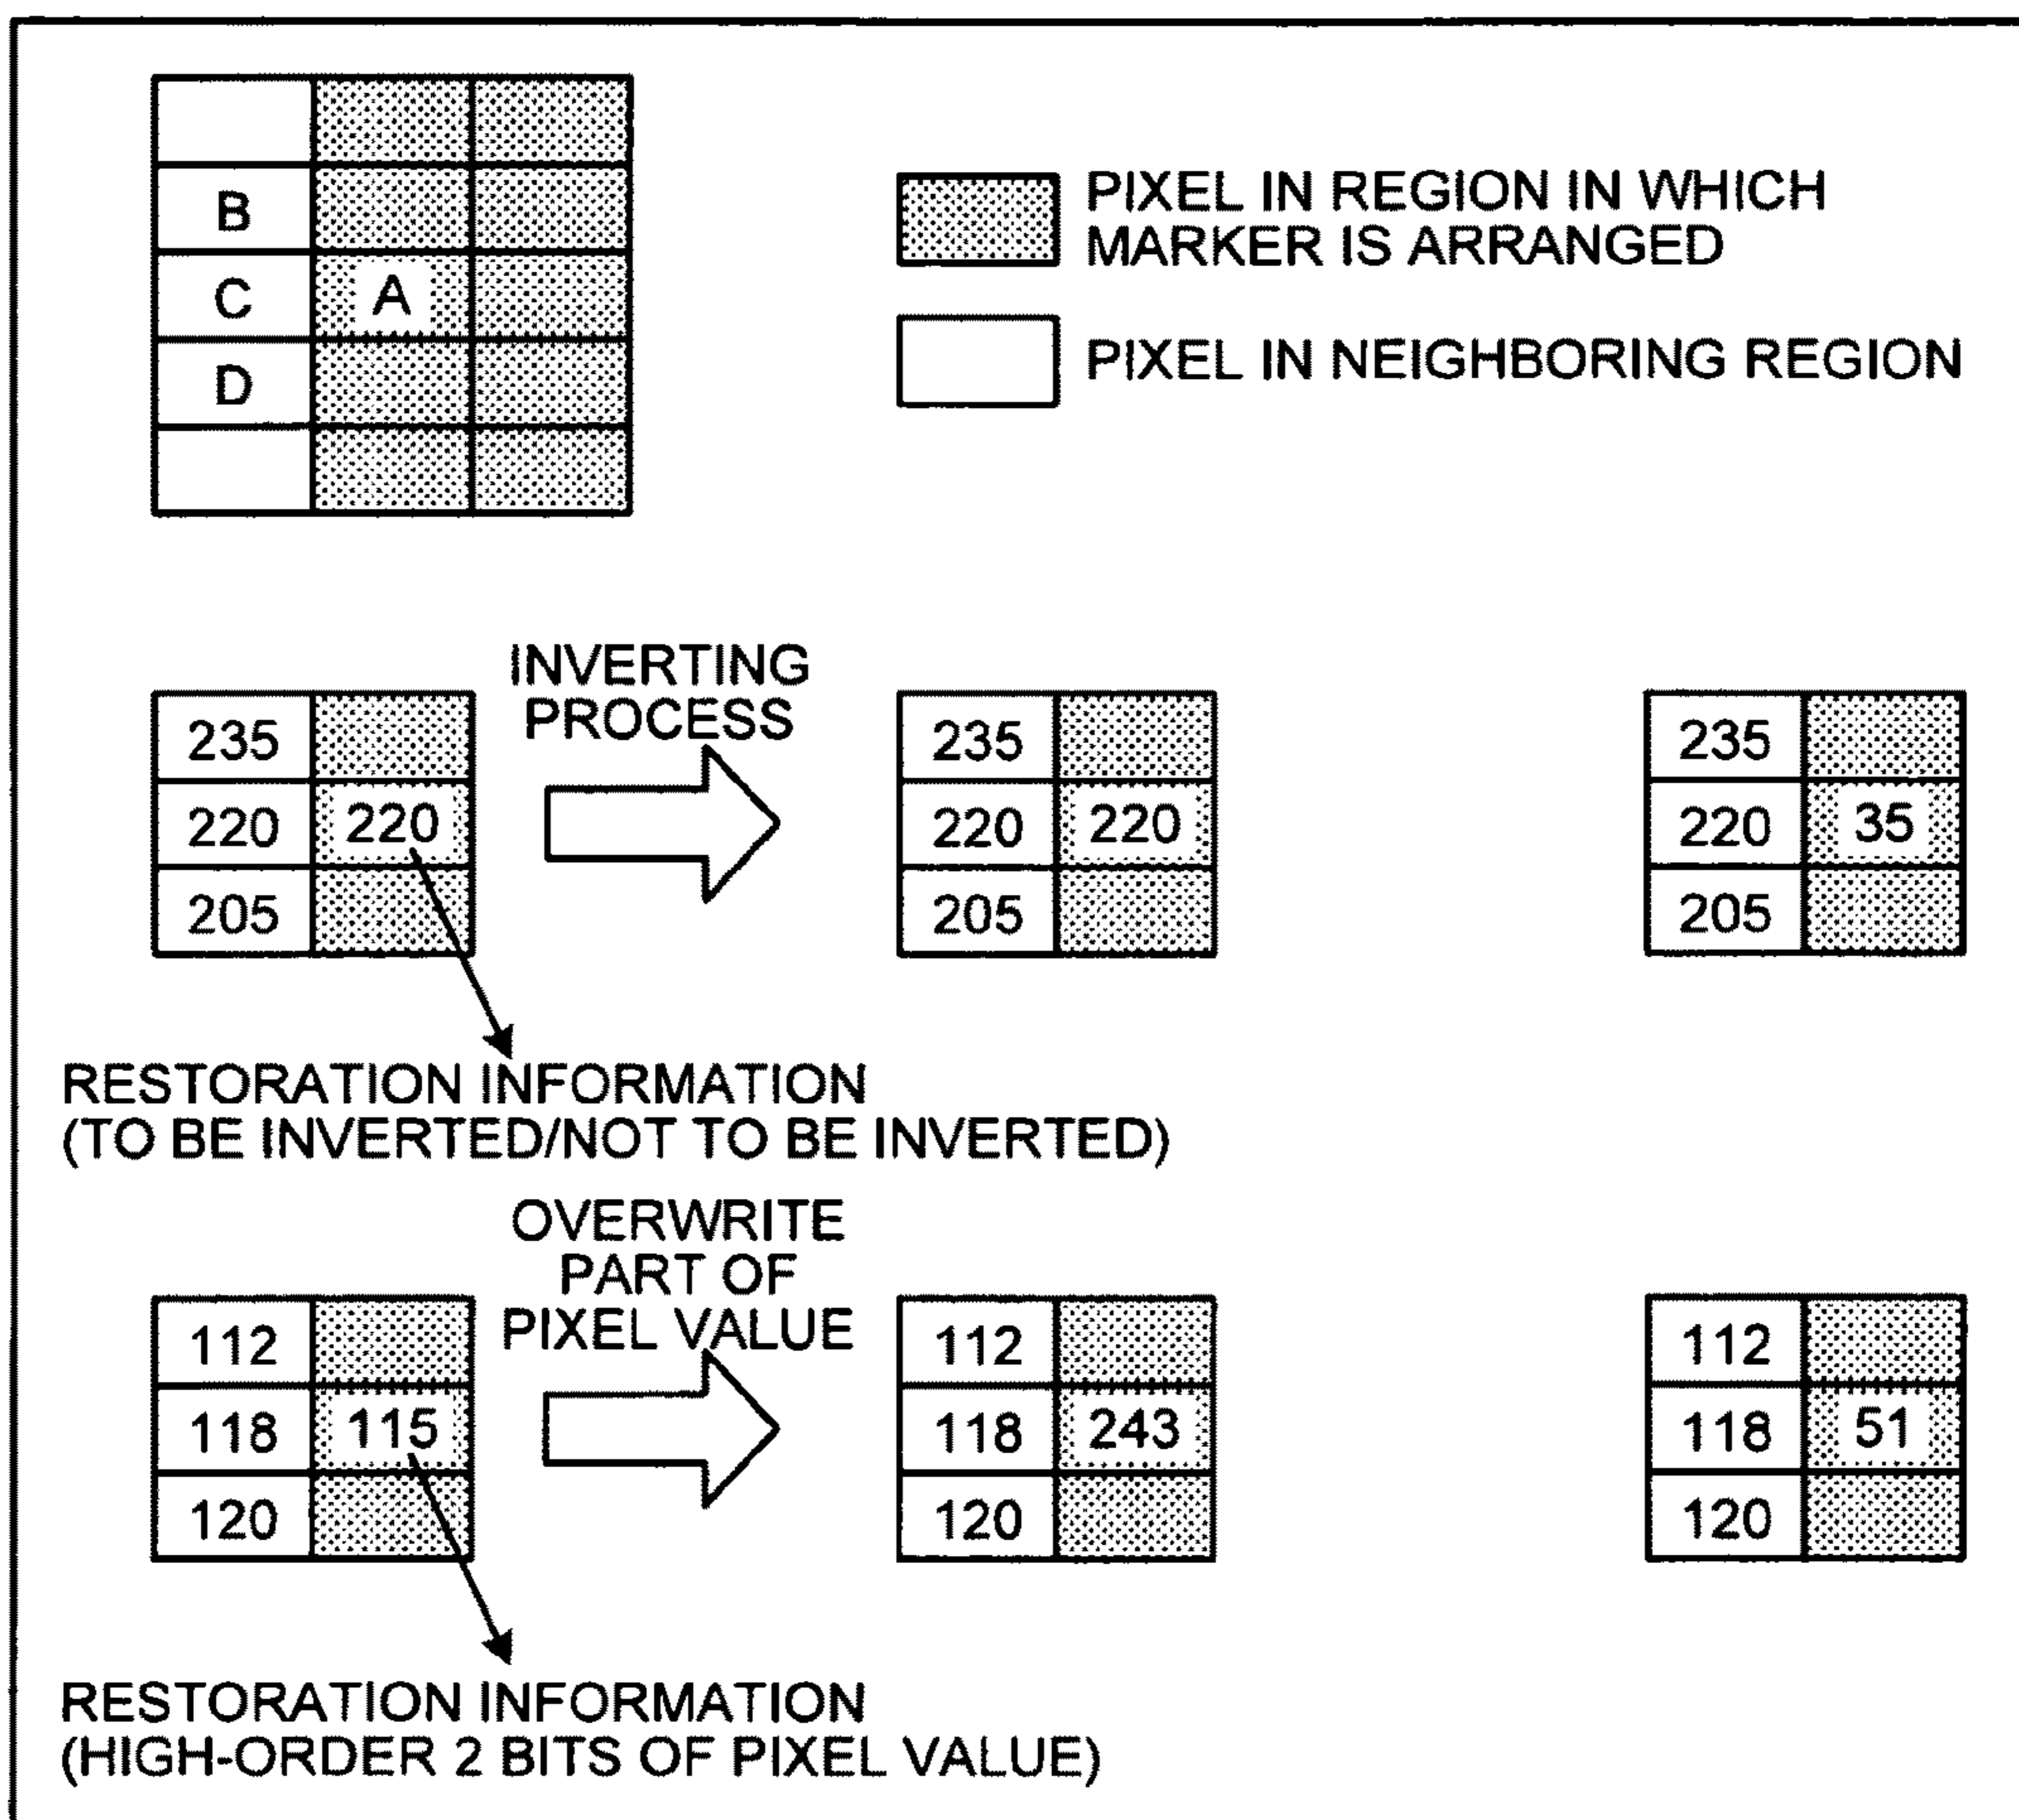 B
C A
D
PIXEL IN REGION IN WHICH
MARKER IS ARRANGED
PIXEL IN NEIGHBORING REGION
INVERTING
PROCESS
235 235 235
220 220 220 220 220 35
205 205 205
RESTORATION INFORMATION
(TO BE INVERTED/NOT TO BE INVERTED)
OVERWRITE
PART OF
PIXEL VALUE
112 112 112
118 115 118 243 118 51
120 120 120
RESTORATION INFORMATION
(HIGH-ORDER 2 BITS OF PIXEL VALUE)